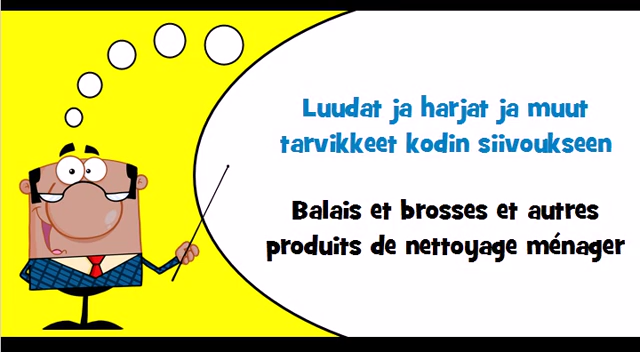 Luudat ja harjat ja muut
tarvikkeet kodin siivoukseen
Balais et brosses et autres
produits de nettoyage ménager